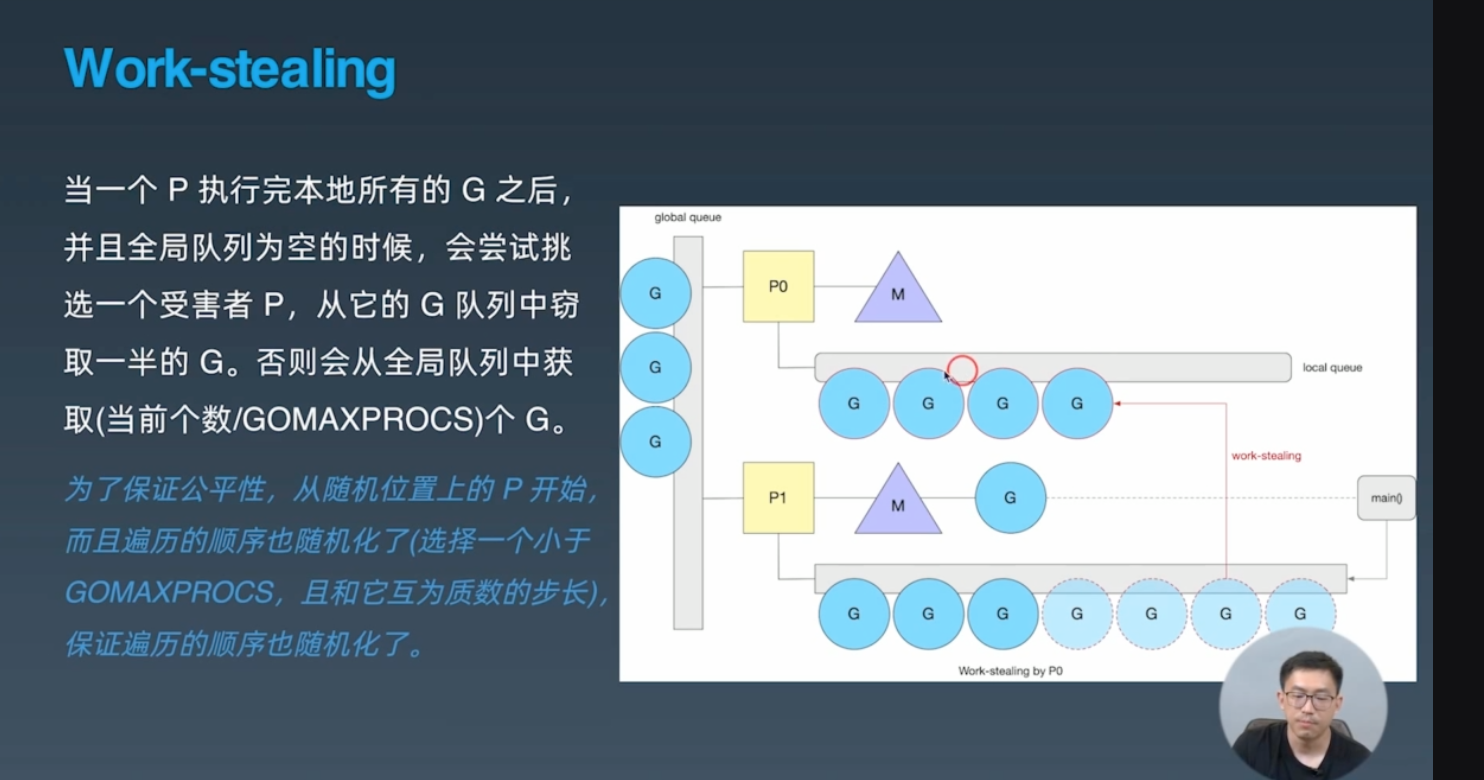 Work-stealing
当一个 P 执行完本地所有的 G 之后，
并且全局队列为空的时候，会尝试挑
选一个受害者 P，从它的 G 队列中窃
取一半的 G。否则会从全局队列中获
取(当前个数/GOMAXPROCS)个 G。
为了保证公平性，从随机位置上的 P 开始，
而且遍历的顺序也随机化了(选择一个小于
GOMAXPROCS，且和它互为质数的步长)，
保证遍历的顺序也随机化了。
global queue
G
G
G
P0
M
local queue
G G G G
work-stealing
P1
M
G
main()
G G G G G G G
Work-stealing by P0